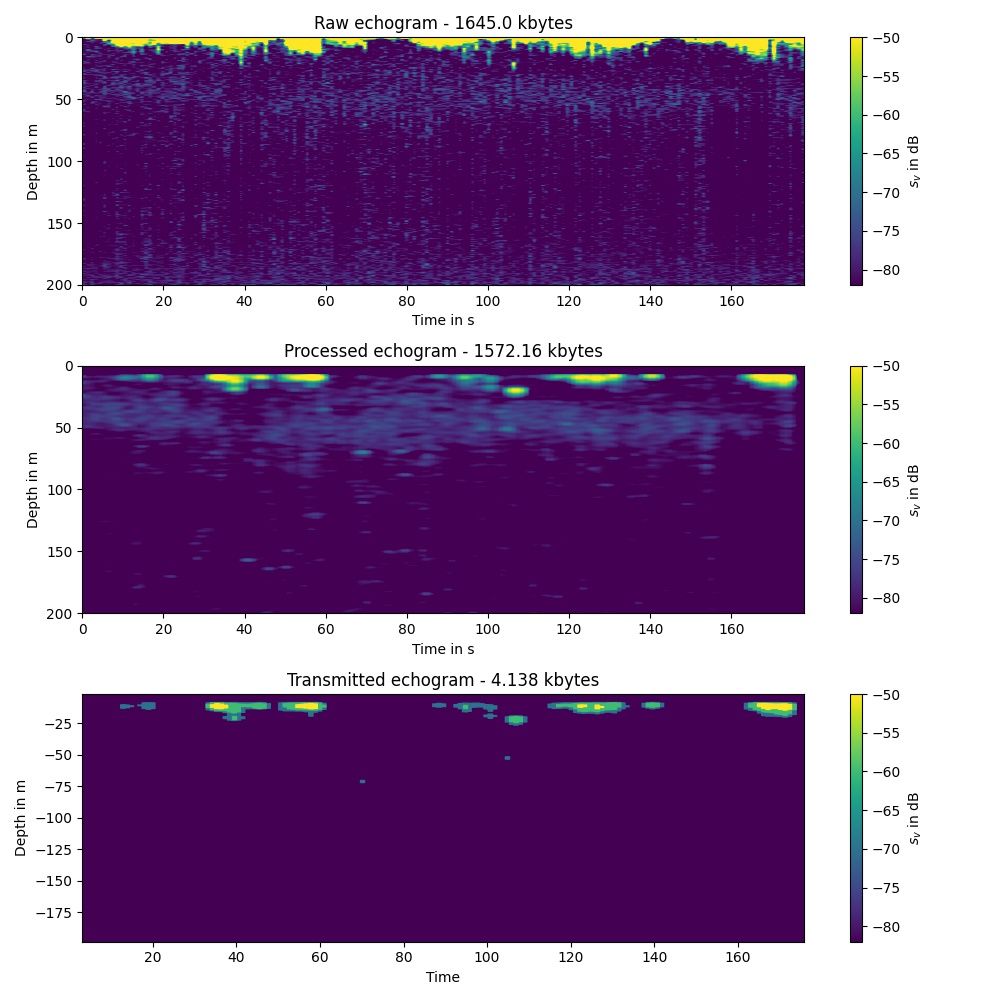 Raw echogram - 1645.0 kbytes
0
50
100
150
200
Depth in m
0 20 40 60 80 100 120 140 160
Time in s
−50
−55
−60
−65
−70
−75
−80
sv in dB
Processed echogram - 1572.16 kbytes
0
50
100
150
200
Depth in m
0 20 40 60 80 100 120 140 160
Time in s
−50
−55
−60
−65
−70
−75
−80
sv in dB
Transmitted echogram - 4.138 kbytes
−25
−50
−75
−100
−125
−150
−175
Depth in m
20 40 60 80 100 120 140 160
Time
−50
−55
−60
−65
−70
−75
−80
sv in dB